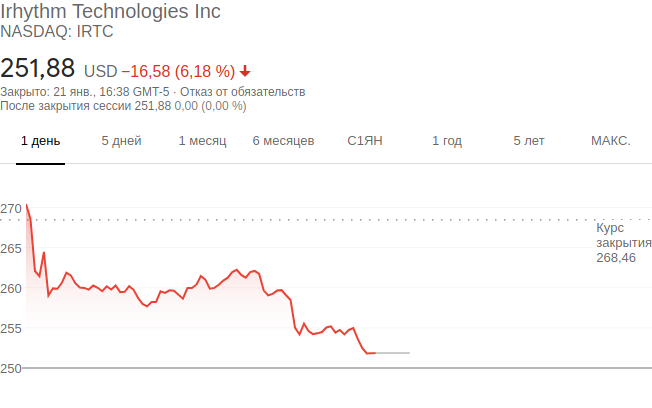 Irhythm Technologies Inc
NASDAQ: IRTC
251,88 USD −16,58 (6,18 %)
Закрыто: 21 янв., 16:38 GMT-5 · Отказ от обязательств
После закрытия сессии 251,88 0,00 (0,00 %)
1 день 5 дней 1 месяц 6 месяцев С1ЯН 1 год 5 лет МАКС.
270
Курс
закрытия
268,46
265
260
255
250